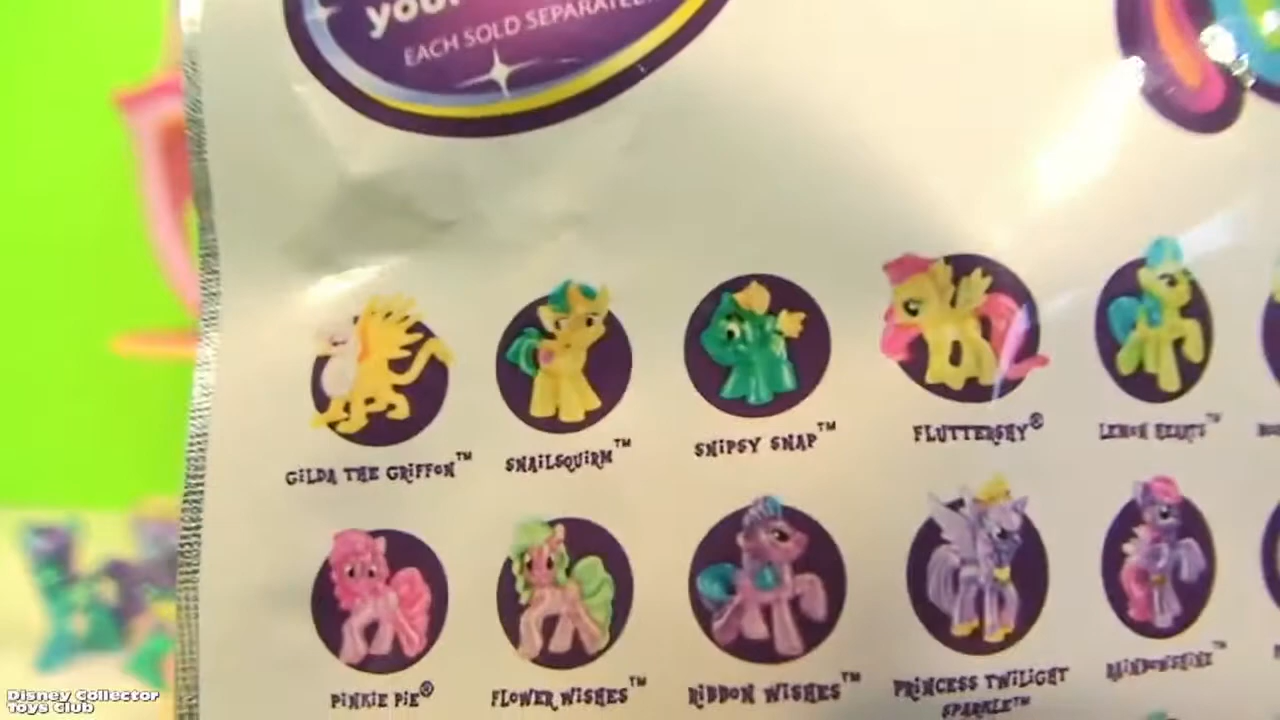 EACH SOLD SEPARATELY
GILDA THE GRIFFON™
SNAILSQUIRM™
SNIPSY SNAP™
FLUTTERSHY®
LEMON HEARTS™
PINKIE PIE®
FLOWER WISHES™
RIBBON WISHES™
PRINCESS TWILIGHT
SPARKLE™
RAINBOWSHINE™
Disney Collector
Toys Club